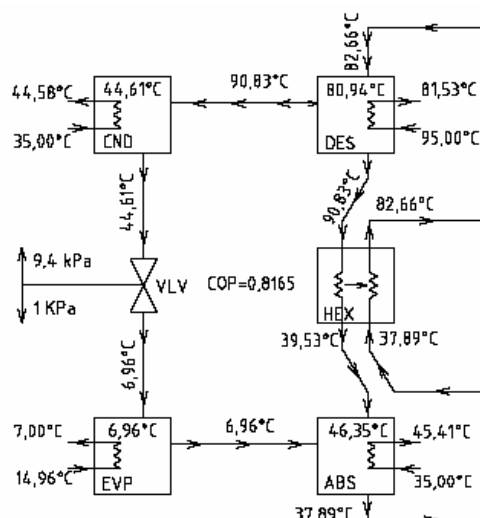 82,66°C
44,58°C
44,61°C
90,83°C
80,94°C
81,53°C
35,00°C
CND
DES
95,00°C
44,61°C
90,83°C
82,66°C
9,4 kPa
VLV
COP=0,8165
1 KPa
HEX
39,53°C
37,89°C
6,96°C
7,00°C
6,96°C
6,96°C
46,35°C
45,41°C
14,96°C
EVP
ABS
35,00°C
37,89°C